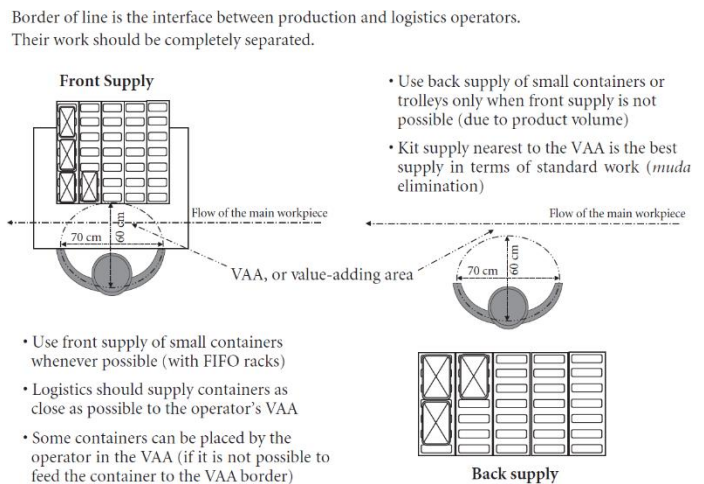 Border of line is the interface between production and logistics operators.
Their work should be completely separated.
Front Supply
Flow of the main workpiece
70 cm
60 cm
• Use back supply of small containers or
trolleys only when front supply is not
possible (due to product volume)
• Kit supply nearest to the VAA is the best
supply in terms of standard work (muda
elimination)
Flow of the main workpiece
70 cm
60 cm
VAA, or value-adding area
• Use front supply of small containers
whenever possible (with FIFO racks)
• Logistics should supply containers as
close as possible to the operator’s VAA
• Some containers can be placed by the
operator in the VAA (if it is not possible to
feed the container to the VAA border)
Back supply